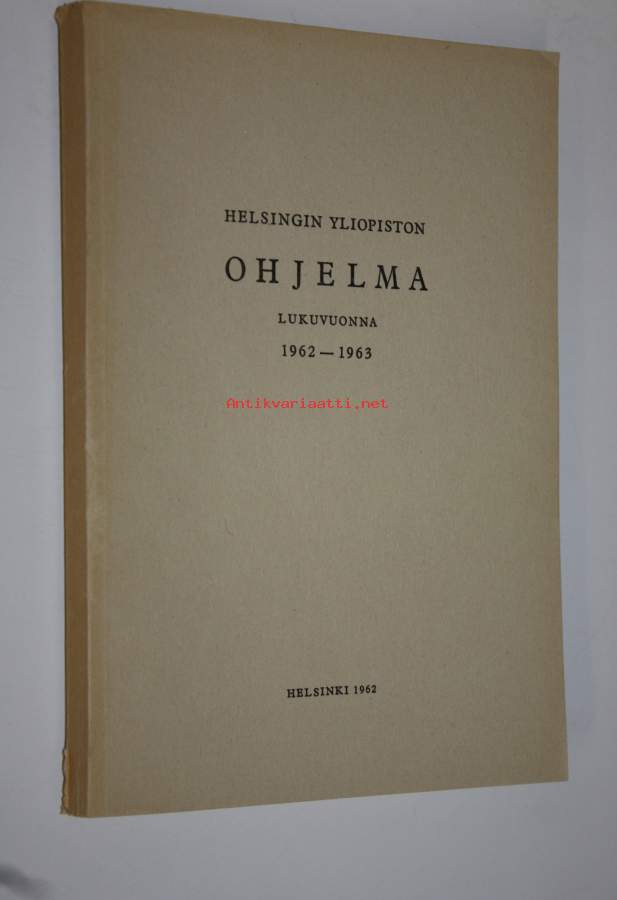 HELSINGIN YLIOPISTON
OHJELMA
LUKUVUONNA
1962 — 1963
Antikvariaatti.net
HELSINKI 1962